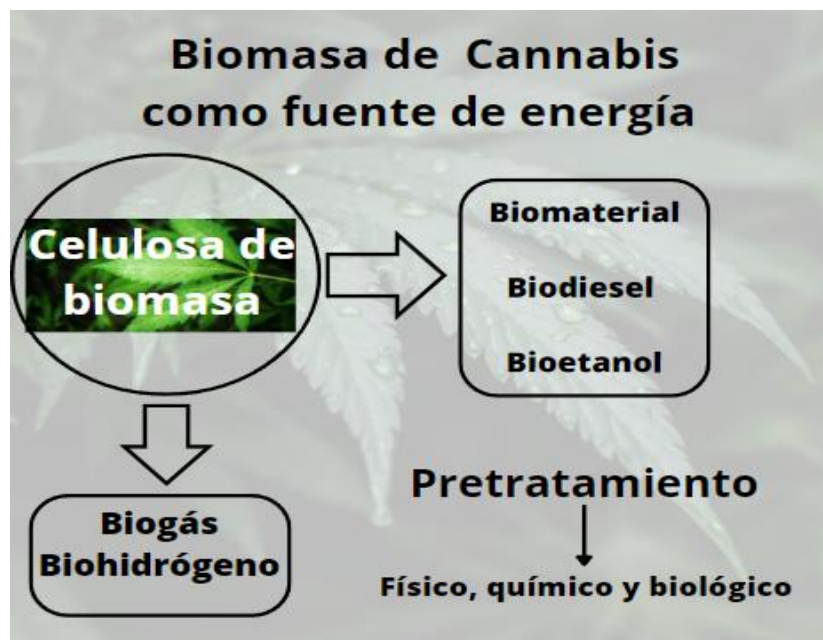 Biomasa de Cannabis
como fuente de energía
Celulosa de
biomasa
Biomaterial
Biodiesel
Bioetanol
Biogás
Biohidrógeno
Pretratamiento
Físico, químico y biológico